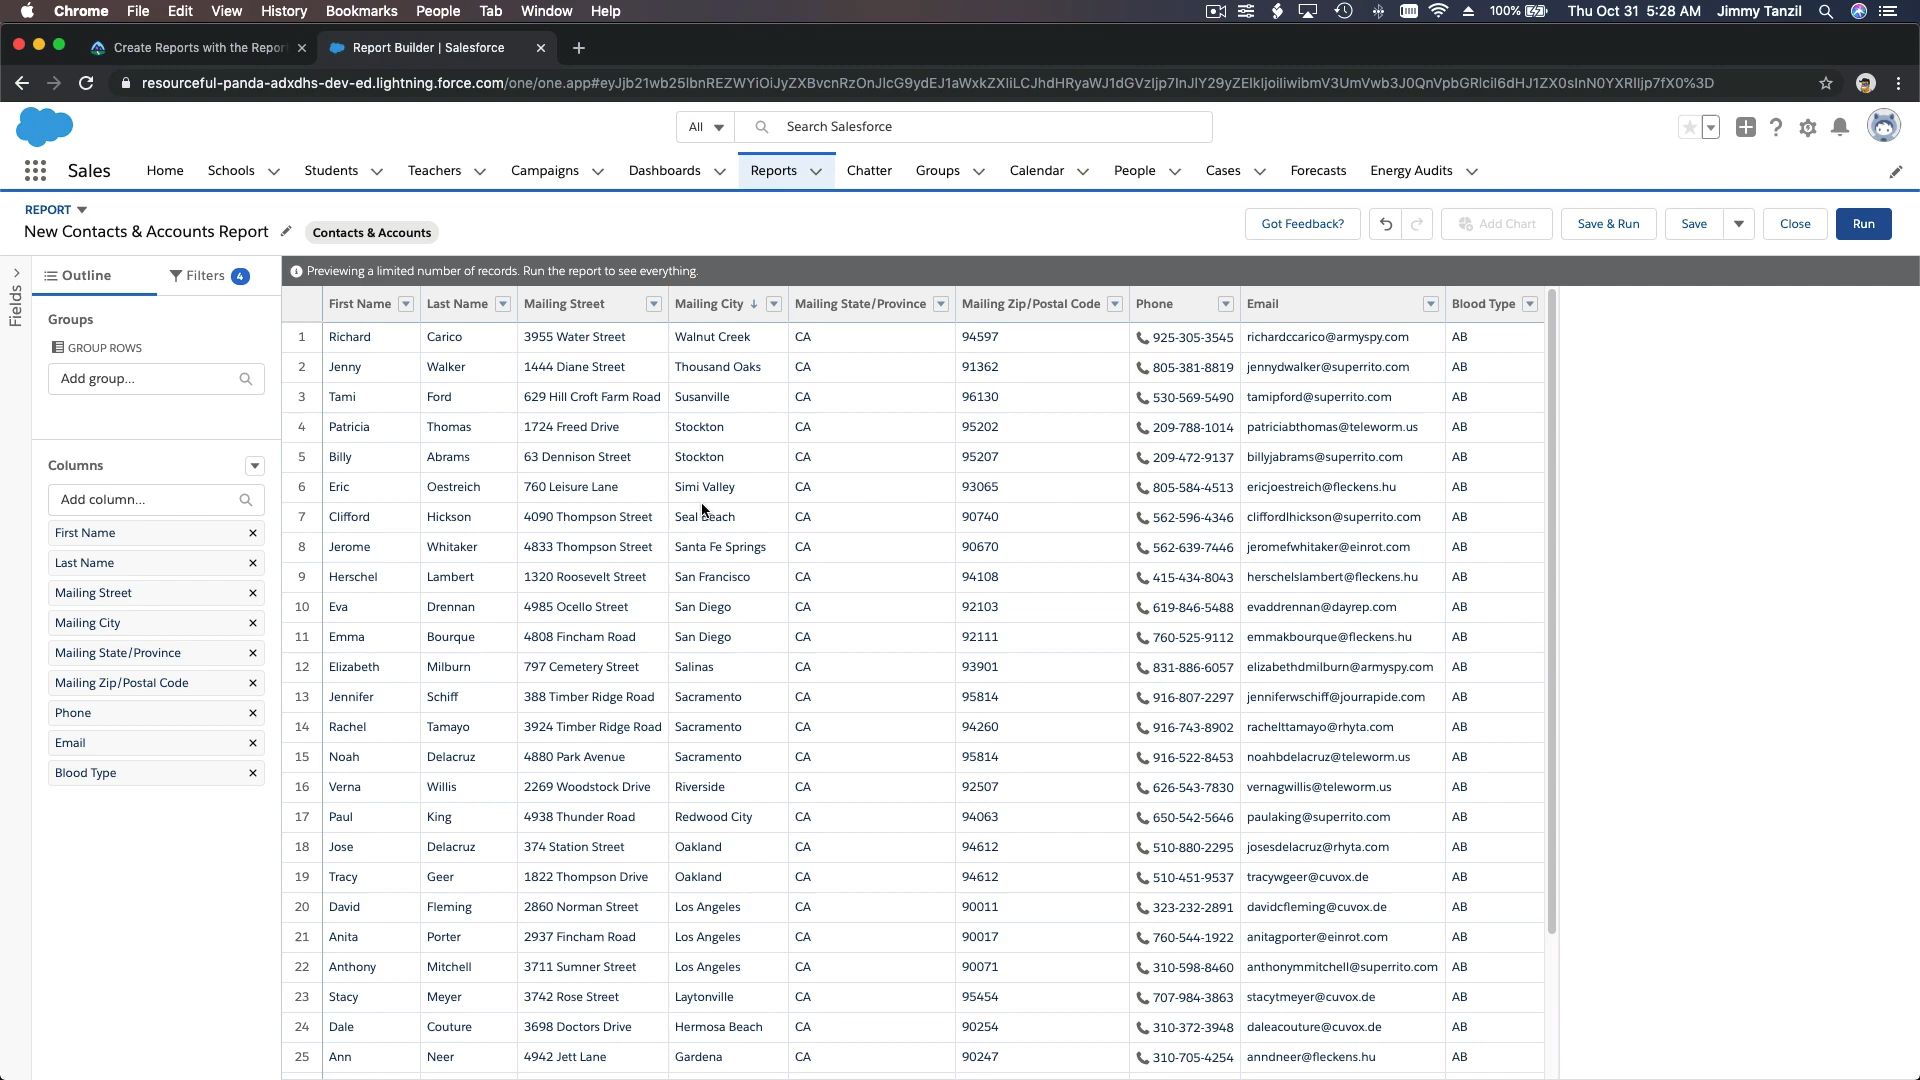 Chrome File Edit View History Bookmarks People Tab Window Help 100% Thu Oct 31 5:28 AM Jimmy Tanzil
Create Reports with the Repor Report Builder | Salesforce
All Search Salesforce
Sales Home Schools Students Teachers Campaigns Dashboards Reports Chatter Groups Calendar People Cases Forecasts Energy Audits
REPORT
New Contacts & Accounts Report Contacts & Accounts Got Feedback? Add Chart Save & Run Save Close Run
Fields
Outline Filters 4
Previewing a limited number of records. Run the report to see everything.
Groups
GROUP ROWS
Add group...
Columns
Add column...
First Name
Last Name
Mailing Street
Mailing City
Mailing State/Province
Mailing Zip/Postal Code
Phone
Email
Blood Type
First Name Last Name Mailing Street Mailing City Mailing State/Province Mailing Zip/Postal Code Phone Email Blood Type
1 Richard Carico 3955 Water Street Walnut Creek CA 94597 925-305-3545 richardccarico@armyspy.com AB
2 Jenny Walker 1444 Diane Street Thousand Oaks CA 91362 805-381-8819 jennydwalker@superrito.com AB
3 Tami Ford 629 Hill Croft Farm Road Susanville CA 96130 530-569-5490 tamipford@superrito.com AB
4 Patricia Thomas 1724 Freed Drive Stockton CA 95202 209-788-1014 patriciabthomas@teleworm.us AB
5 Billy Abrams 63 Dennison Street Stockton CA 95207 209-472-9137 billyjabrams@superrito.com AB
6 Eric Oestreich 760 Leisure Lane Simi Valley CA 93065 805-584-4513 ericjoestreich@fleckens.hu AB
7 Clifford Hickson 4090 Thompson Street Seal Beach CA 90740 562-596-4346 cliffordlhickson@superrito.com AB
8 Jerome Whitaker 4833 Thompson Street Santa Fe Springs CA 90670 562-639-7446 jeromefwhitaker@einrot.com AB
9 Herschel Lambert 1320 Roosevelt Street San Francisco CA 94108 415-434-8043 herschelslambert@fleckens.hu AB
10 Eva Drennan 4985 Ocello Street San Diego CA 92103 619-846-5488 evaddrennan@dayrep.com AB
11 Emma Bourque 4808 Fincham Road San Diego CA 92111 760-525-9112 emmakbourque@fleckens.hu AB
12 Elizabeth Milburn 797 Cemetery Street Salinas CA 93901 831-886-6057 elizabethdmilburn@armyspy.com AB
13 Jennifer Schiff 388 Timber Ridge Road Sacramento CA 95814 916-807-2297 jenniferwschiff@jourrapide.com AB
14 Rachel Tamayo 3924 Timber Ridge Road Sacramento CA 94260 916-743-8902 rachelttamayo@rhyta.com AB
15 Noah Delacruz 4880 Park Avenue Sacramento CA 95814 916-522-8453 noahbdelacruz@teleworm.us AB
16 Verna Willis 2269 Woodstock Drive Riverside CA 92507 626-543-7830 vernagwillis@teleworm.us AB
17 Paul King 4938 Thunder Road Redwood City CA 94063 650-542-5646 paulaking@superrito.com AB
18 Jose Delacruz 374 Station Street Oakland CA 94612 510-880-2295 josesdelacruz@rhyta.com AB
19 Tracy Geer 1822 Thompson Drive Oakland CA 94612 510-451-9537 tracywgeer@cuvox.de AB
20 David Fleming 2860 Norman Street Los Angeles CA 90011 323-232-2891 davidcfleming@cuvox.de AB
21 Anita Porter 2937 Fincham Road Los Angeles CA 90017 760-544-1922 anitagporter@einrot.com AB
22 Anthony Mitchell 3711 Sumner Street Los Angeles CA 90071 310-598-8460 anthonymmitchell@superrito.com AB
23 Stacy Meyer 3742 Rose Street Laytonville CA 95454 707-984-3863 stacytmeyer@cuvox.de AB
24 Dale Couture 3698 Doctors Drive Hermosa Beach CA 90254 310-372-3948 daleacouture@cuvox.de AB
25 Ann Neer 4942 Jett Lane Gardena CA 90247 310-705-4254 anndneer@fleckens.hu AB